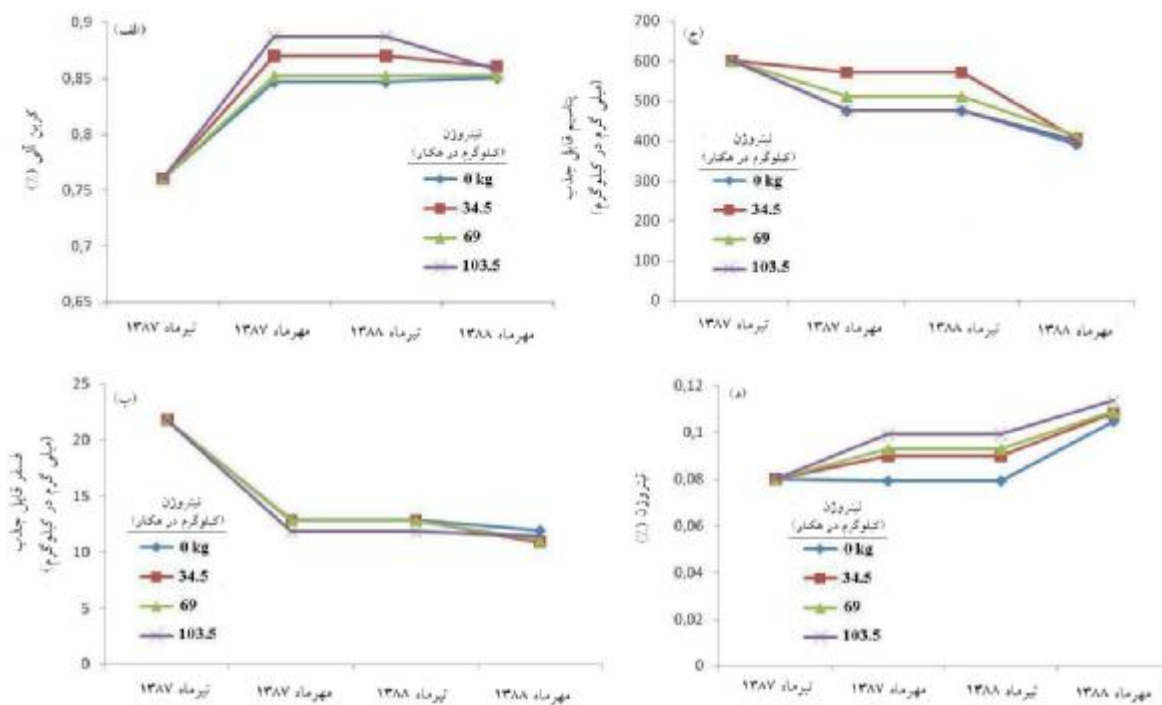 (الف)
کربن آلی (٪)
0,9
0,85
0,8
0,75
0,7
0,65
نیتروژن
(کیلوگرم در هکتار)
0 kg
34.5
69
103.5
تیرماه ۱۳۸۷
مهرماه ۱۳۸۷
تیرماه ۱۳۸۸
مهرماه ۱۳۸۸
(ج)
پتاسیم قابل جذب
(میلی گرم در کیلوگرم)
700
600
500
400
300
200
100
0
نیتروژن
(کیلوگرم در هکتار)
0 kg
34.5
69
103.5
تیرماه ۱۳۸۷
مهرماه ۱۳۸۷
تیرماه ۱۳۸۸
مهرماه ۱۳۸۸
(ب)
فسفر قابل جذب
(میلی گرم در کیلوگرم)
25
20
15
10
5
0
نیتروژن
(کیلوگرم در هکتار)
0 kg
34.5
69
103.5
تیرماه ۱۳۸۷
مهرماه ۱۳۸۷
تیرماه ۱۳۸۸
مهرماه ۱۳۸۸
(د)
نیتروژن (٪)
0,12
0,1
0,08
0,06
0,04
0,02
0
نیتروژن
(کیلوگرم در هکتار)
0 kg
34.5
69
103.5
تیرماه ۱۳۸۷
مهرماه ۱۳۸۷
تیرماه ۱۳۸۸
مهرماه ۱۳۸۸